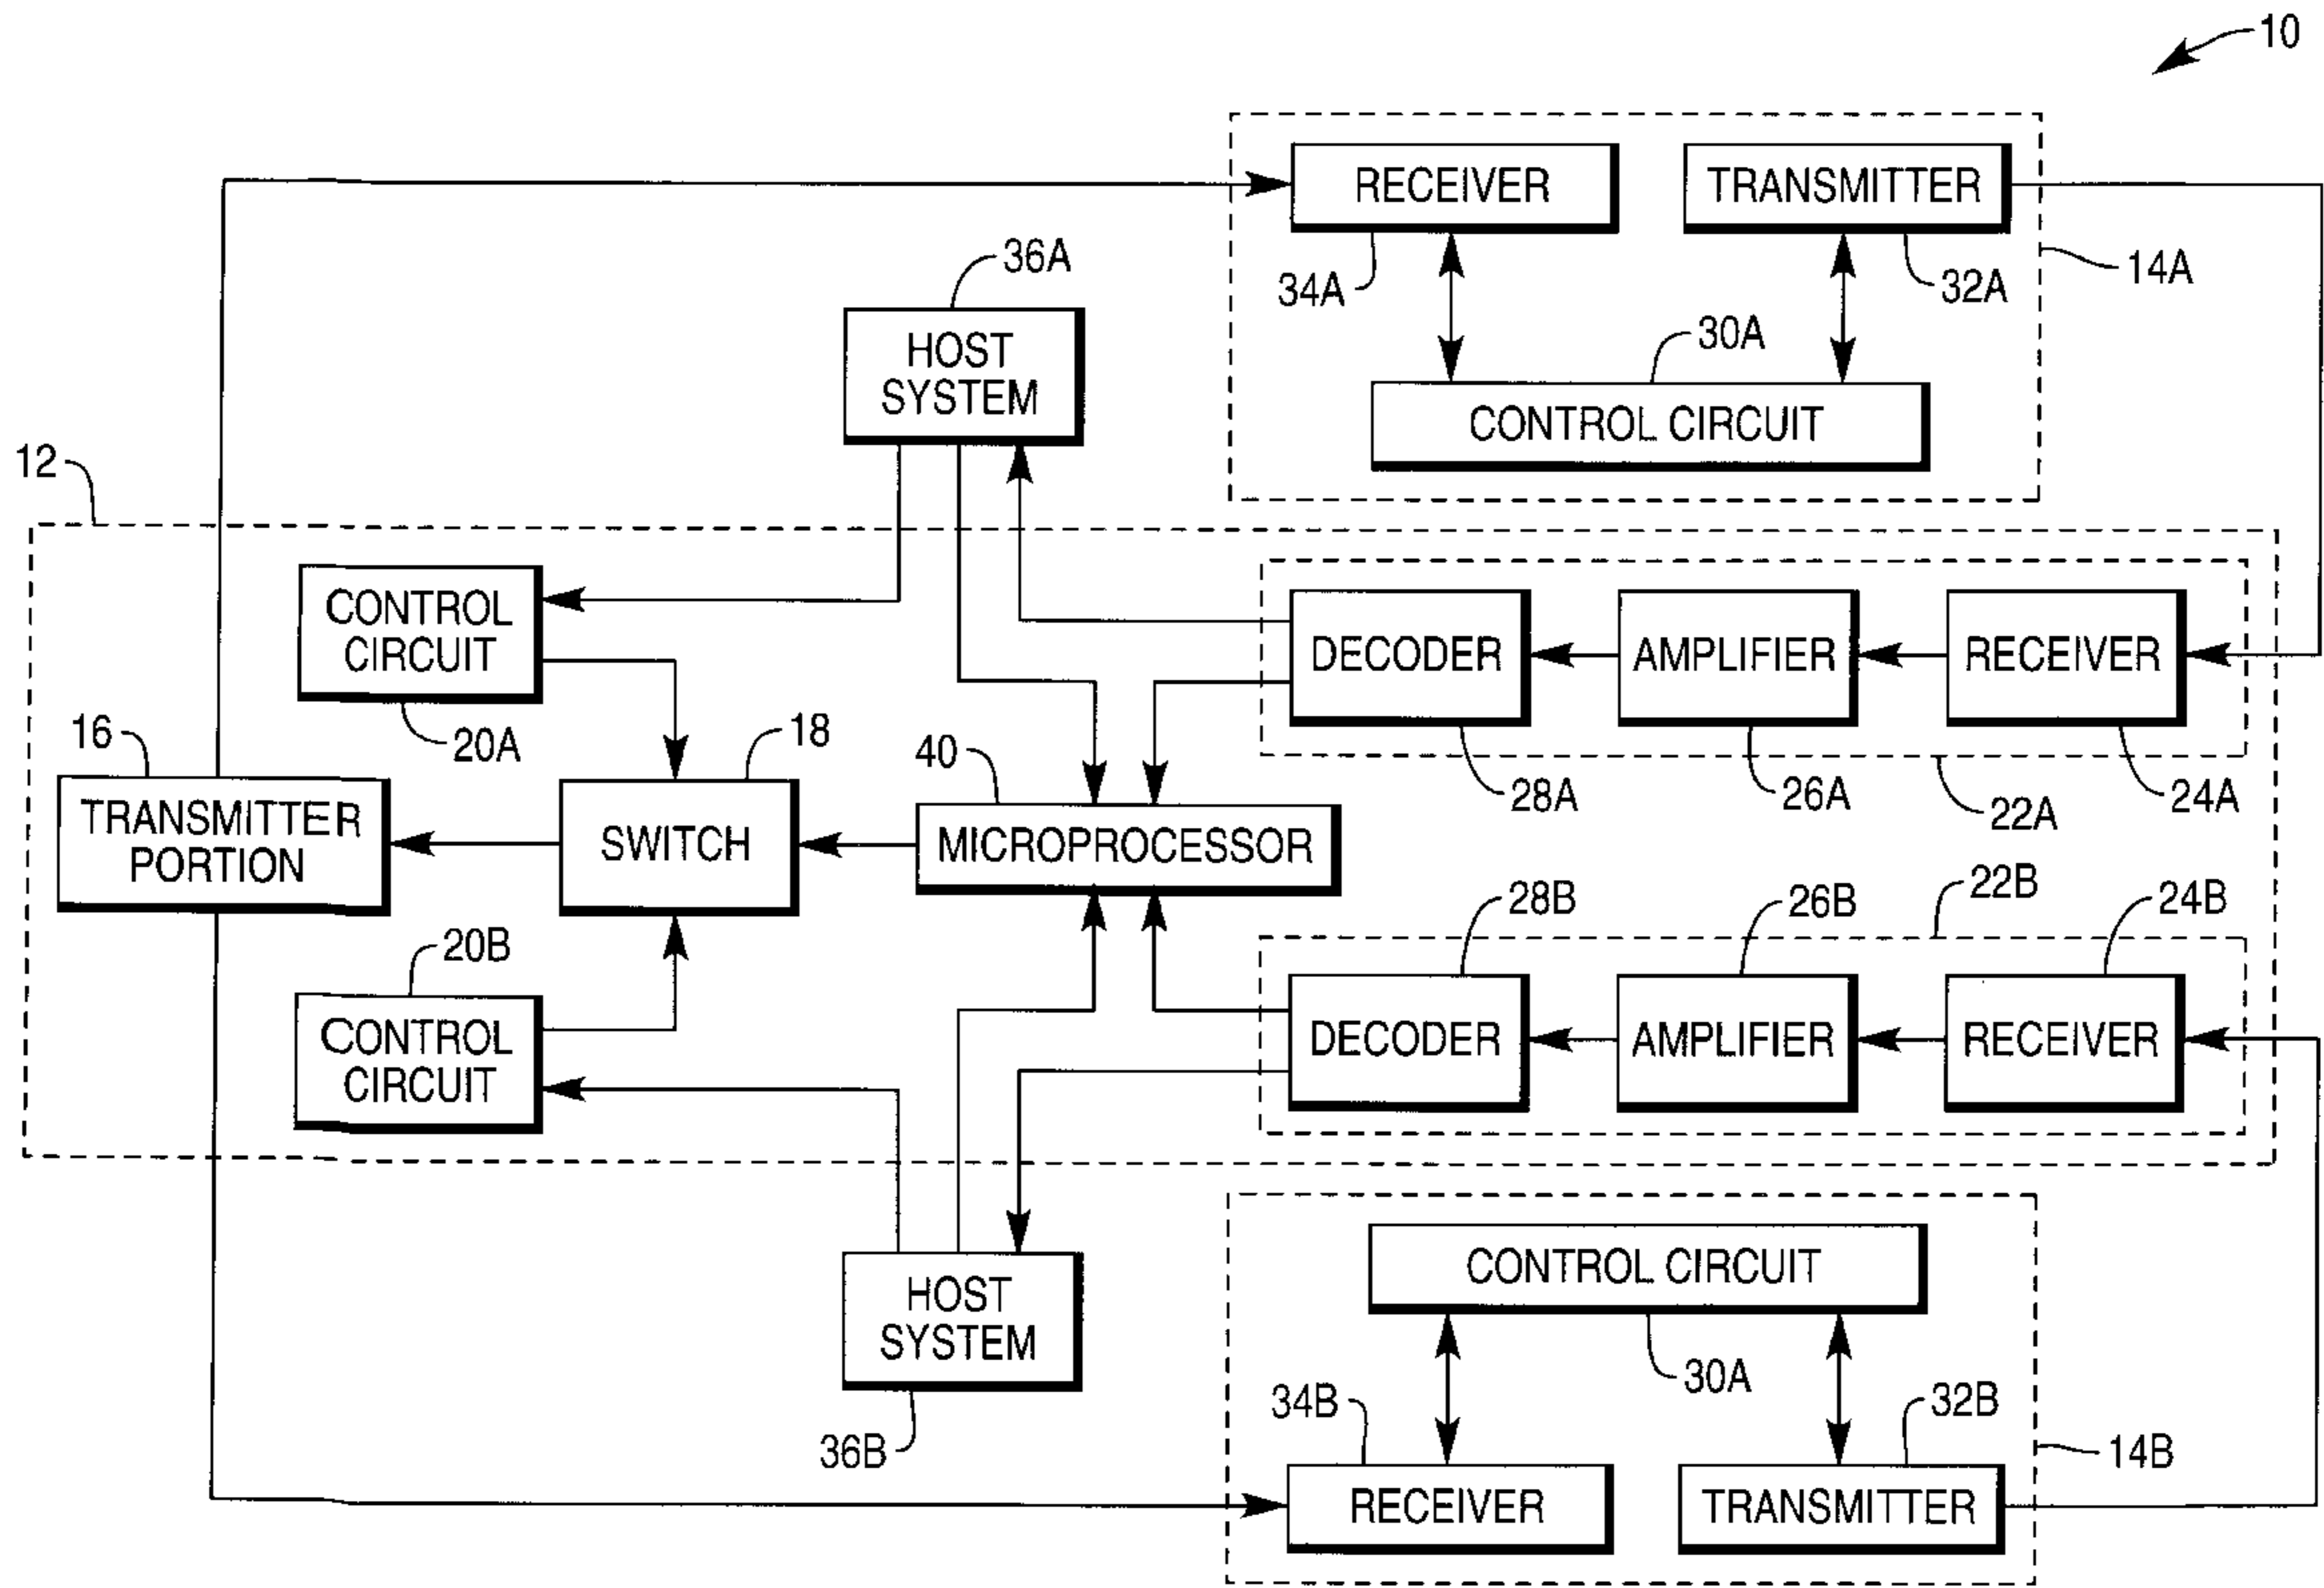 10
RECEIVER
TRANSMITTER
34A
32A
14A
30A
CONTROL CIRCUIT
36A
HOST
SYSTEM
12
CONTROL
CIRCUIT
20A
DECODER
AMPLIFIER
RECEIVER
28A
26A
24A
22A
16
TRANSMITTER
PORTION
18
SWITCH
40
MICROPROCESSOR
20B
CONTROL
CIRCUIT
28B
26B
22B
24B
DECODER
AMPLIFIER
RECEIVER
HOST
SYSTEM
36B
CONTROL CIRCUIT
30A
34B
32B
14B
RECEIVER
TRANSMITTER